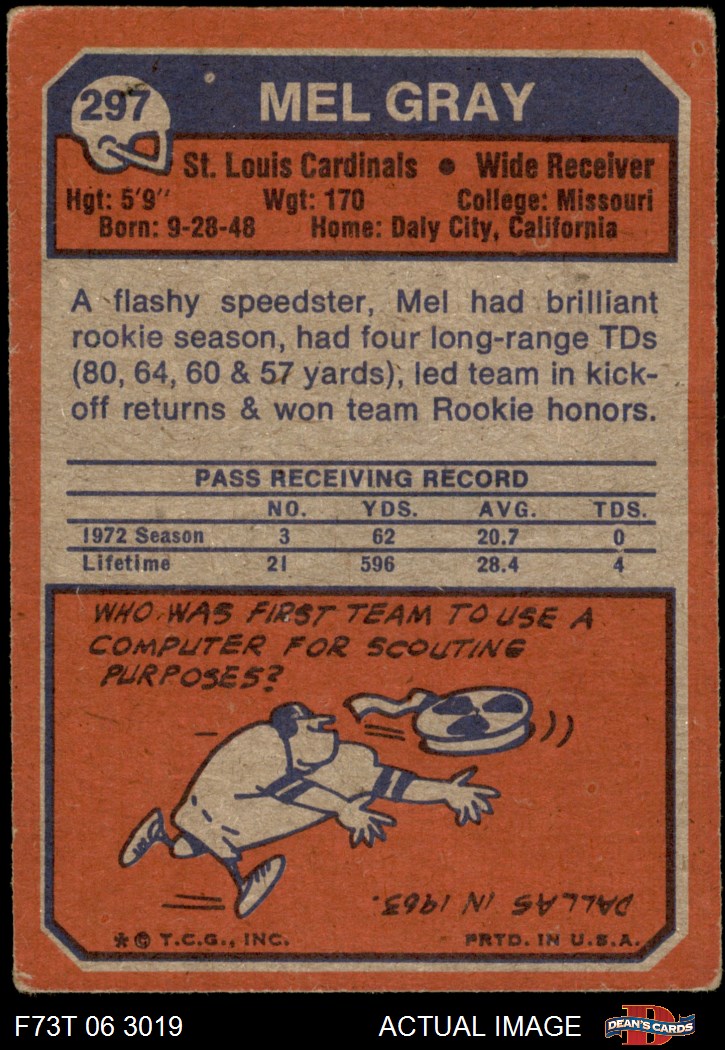 297
MEL GRAY
St. Louis Cardinals • Wide Receiver
Hgt: 5'9" Wgt: 170 College: Missouri
Born: 9-28-48 Home: Daly City, California
A flashy speedster, Mel had brilliant
rookie season, had four long-range TDs
(80, 64, 60 & 57 yards), led team in kick-
off returns & won team Rookie honors.
PASS RECEIVING RECORD
NO. YDS. AVG. TDS.
1972 Season 3 62 20.7 0
Lifetime 21 596 28.4 4
WHO WAS FIRST TEAM TO USE A
COMPUTER FOR SCOUTING
PURPOSES?
DALLAS IN 1963.
* © T.C.G., INC. PRTD. IN U.S.A.
F73T 06 3019 ACTUAL IMAGE D DEAN'S CARDS